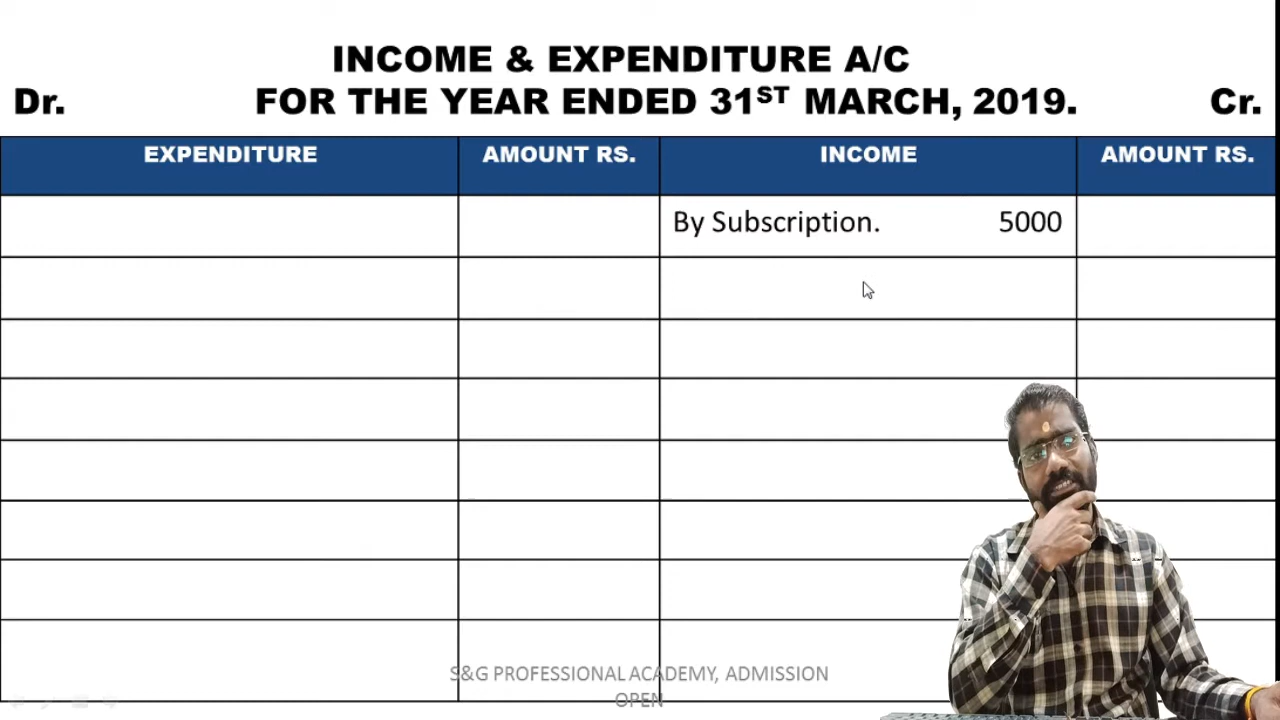 INCOME & EXPENDITURE A/C
Dr. FOR THE YEAR ENDED 31ST MARCH, 2019. Cr.
EXPENDITURE AMOUNT RS. INCOME AMOUNT RS.
By Subscription. 5000
S&G PROFESSIONAL ACADEMY, ADMISSION
OPEN